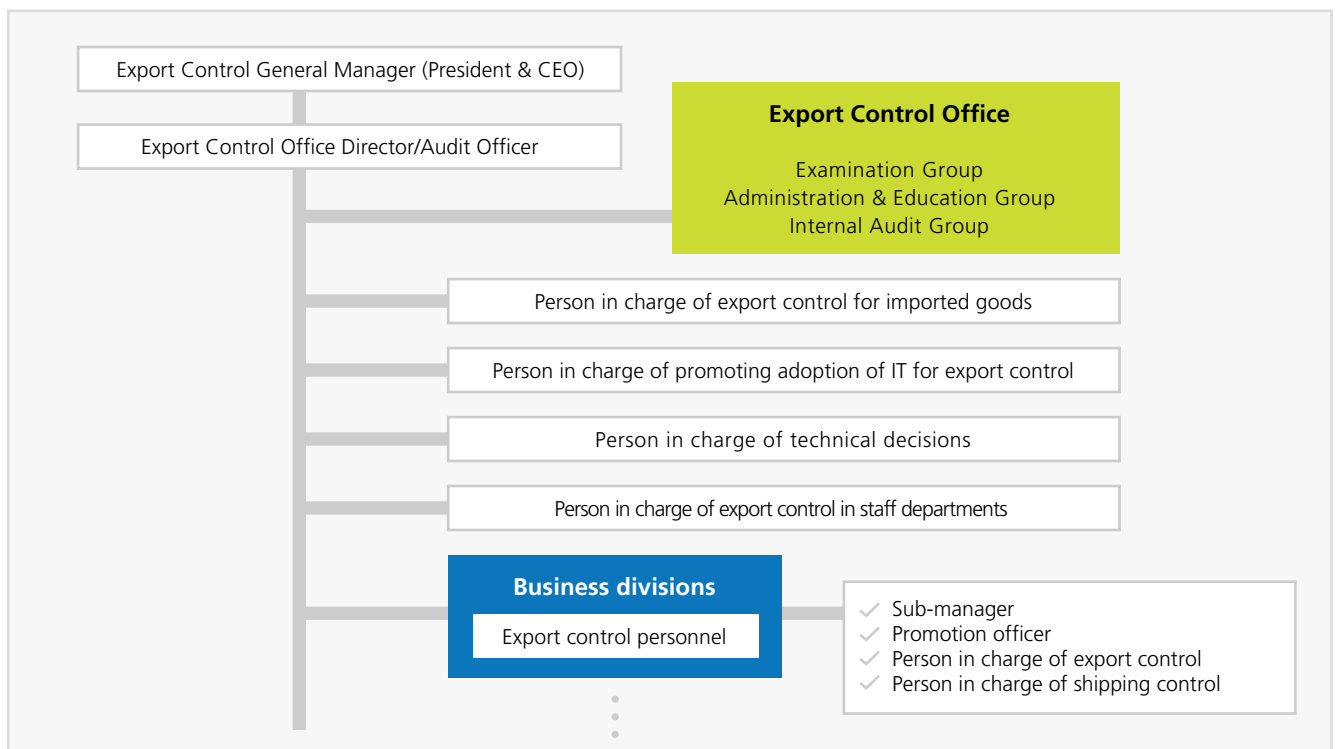 Export Control General Manager (President & CEO)
Export Control Office Director/Audit Officer
Export Control Office
Examination Group
Administration & Education Group
Internal Audit Group
Person in charge of export control for imported goods
Person in charge of promoting adoption of IT for export control
Person in charge of technical decisions
Person in charge of export control in staff departments
Business divisions
Export control personnel
Sub-manager
Promotion officer
Person in charge of export control
Person in charge of shipping control